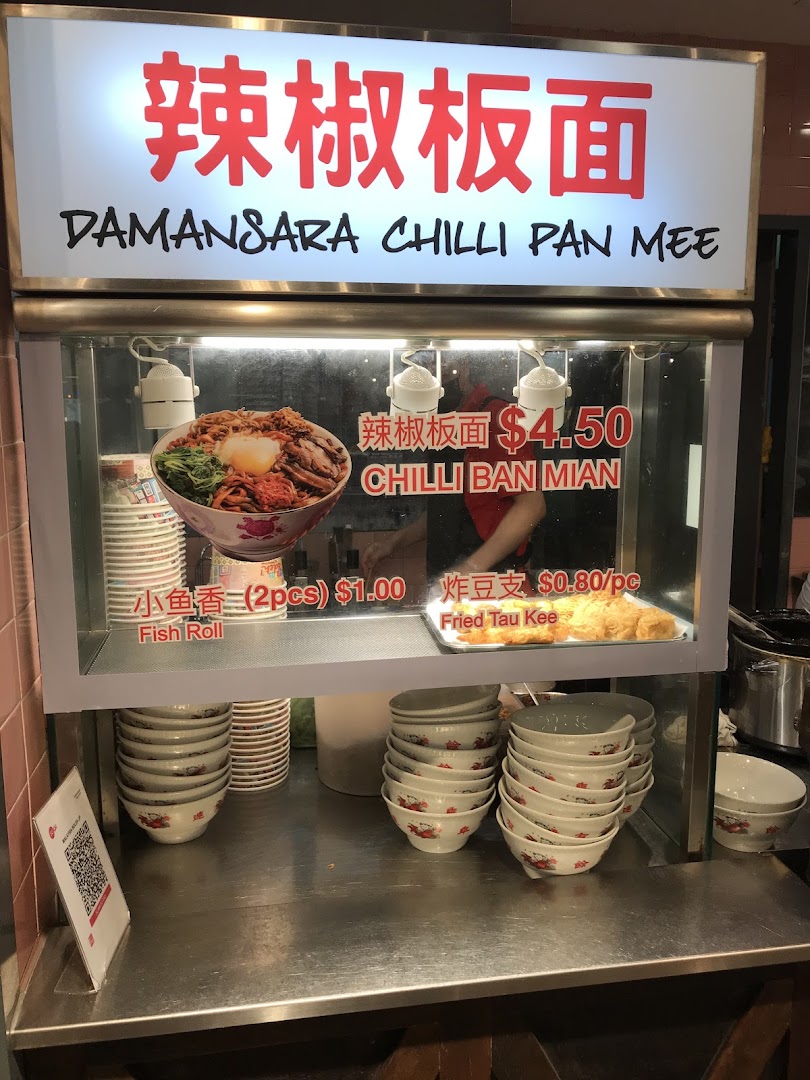 辣椒板面
DAMANSARA CHILLI PAN MEE
辣椒板面 $4.50
CHILLI BAN MIAN
小鱼香 (2pcs) $1.00
Fish Roll
炸豆支 $0.80/pc
Fried Tau Kee